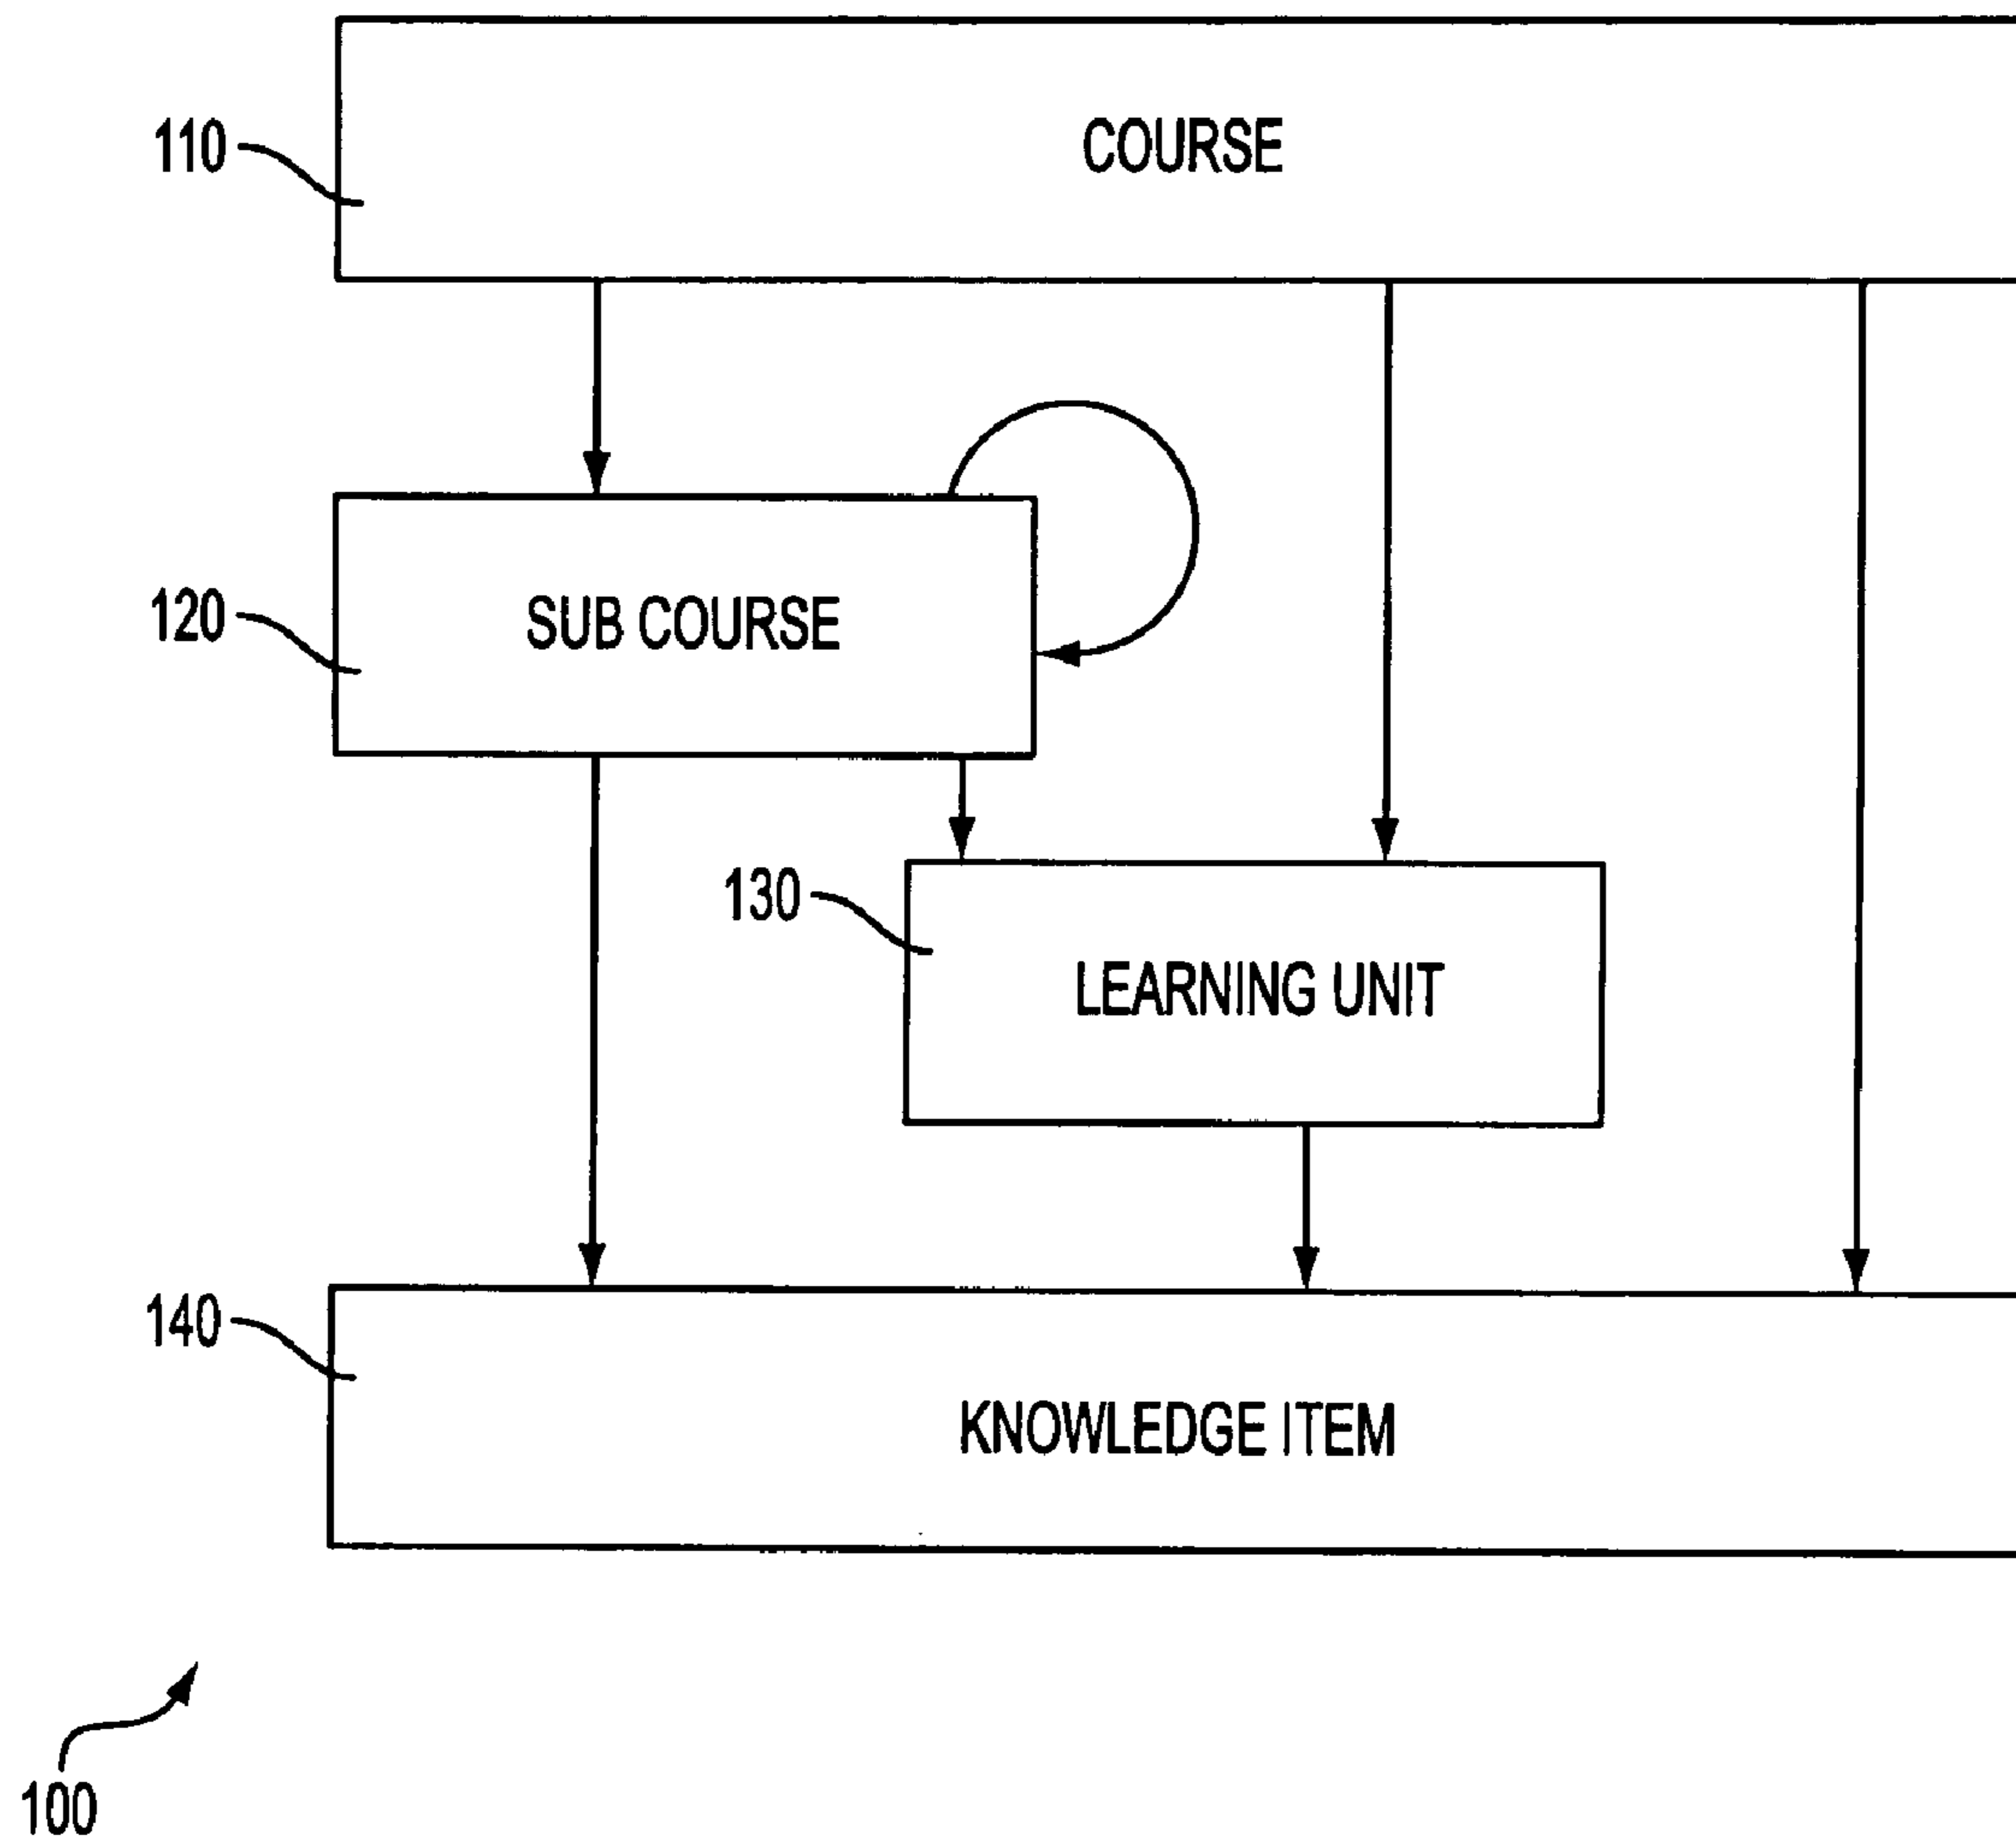 COURSE
110
SUB COURSE
120
130
LEARNING UNIT
140
KNOWLEDGE ITEM
100